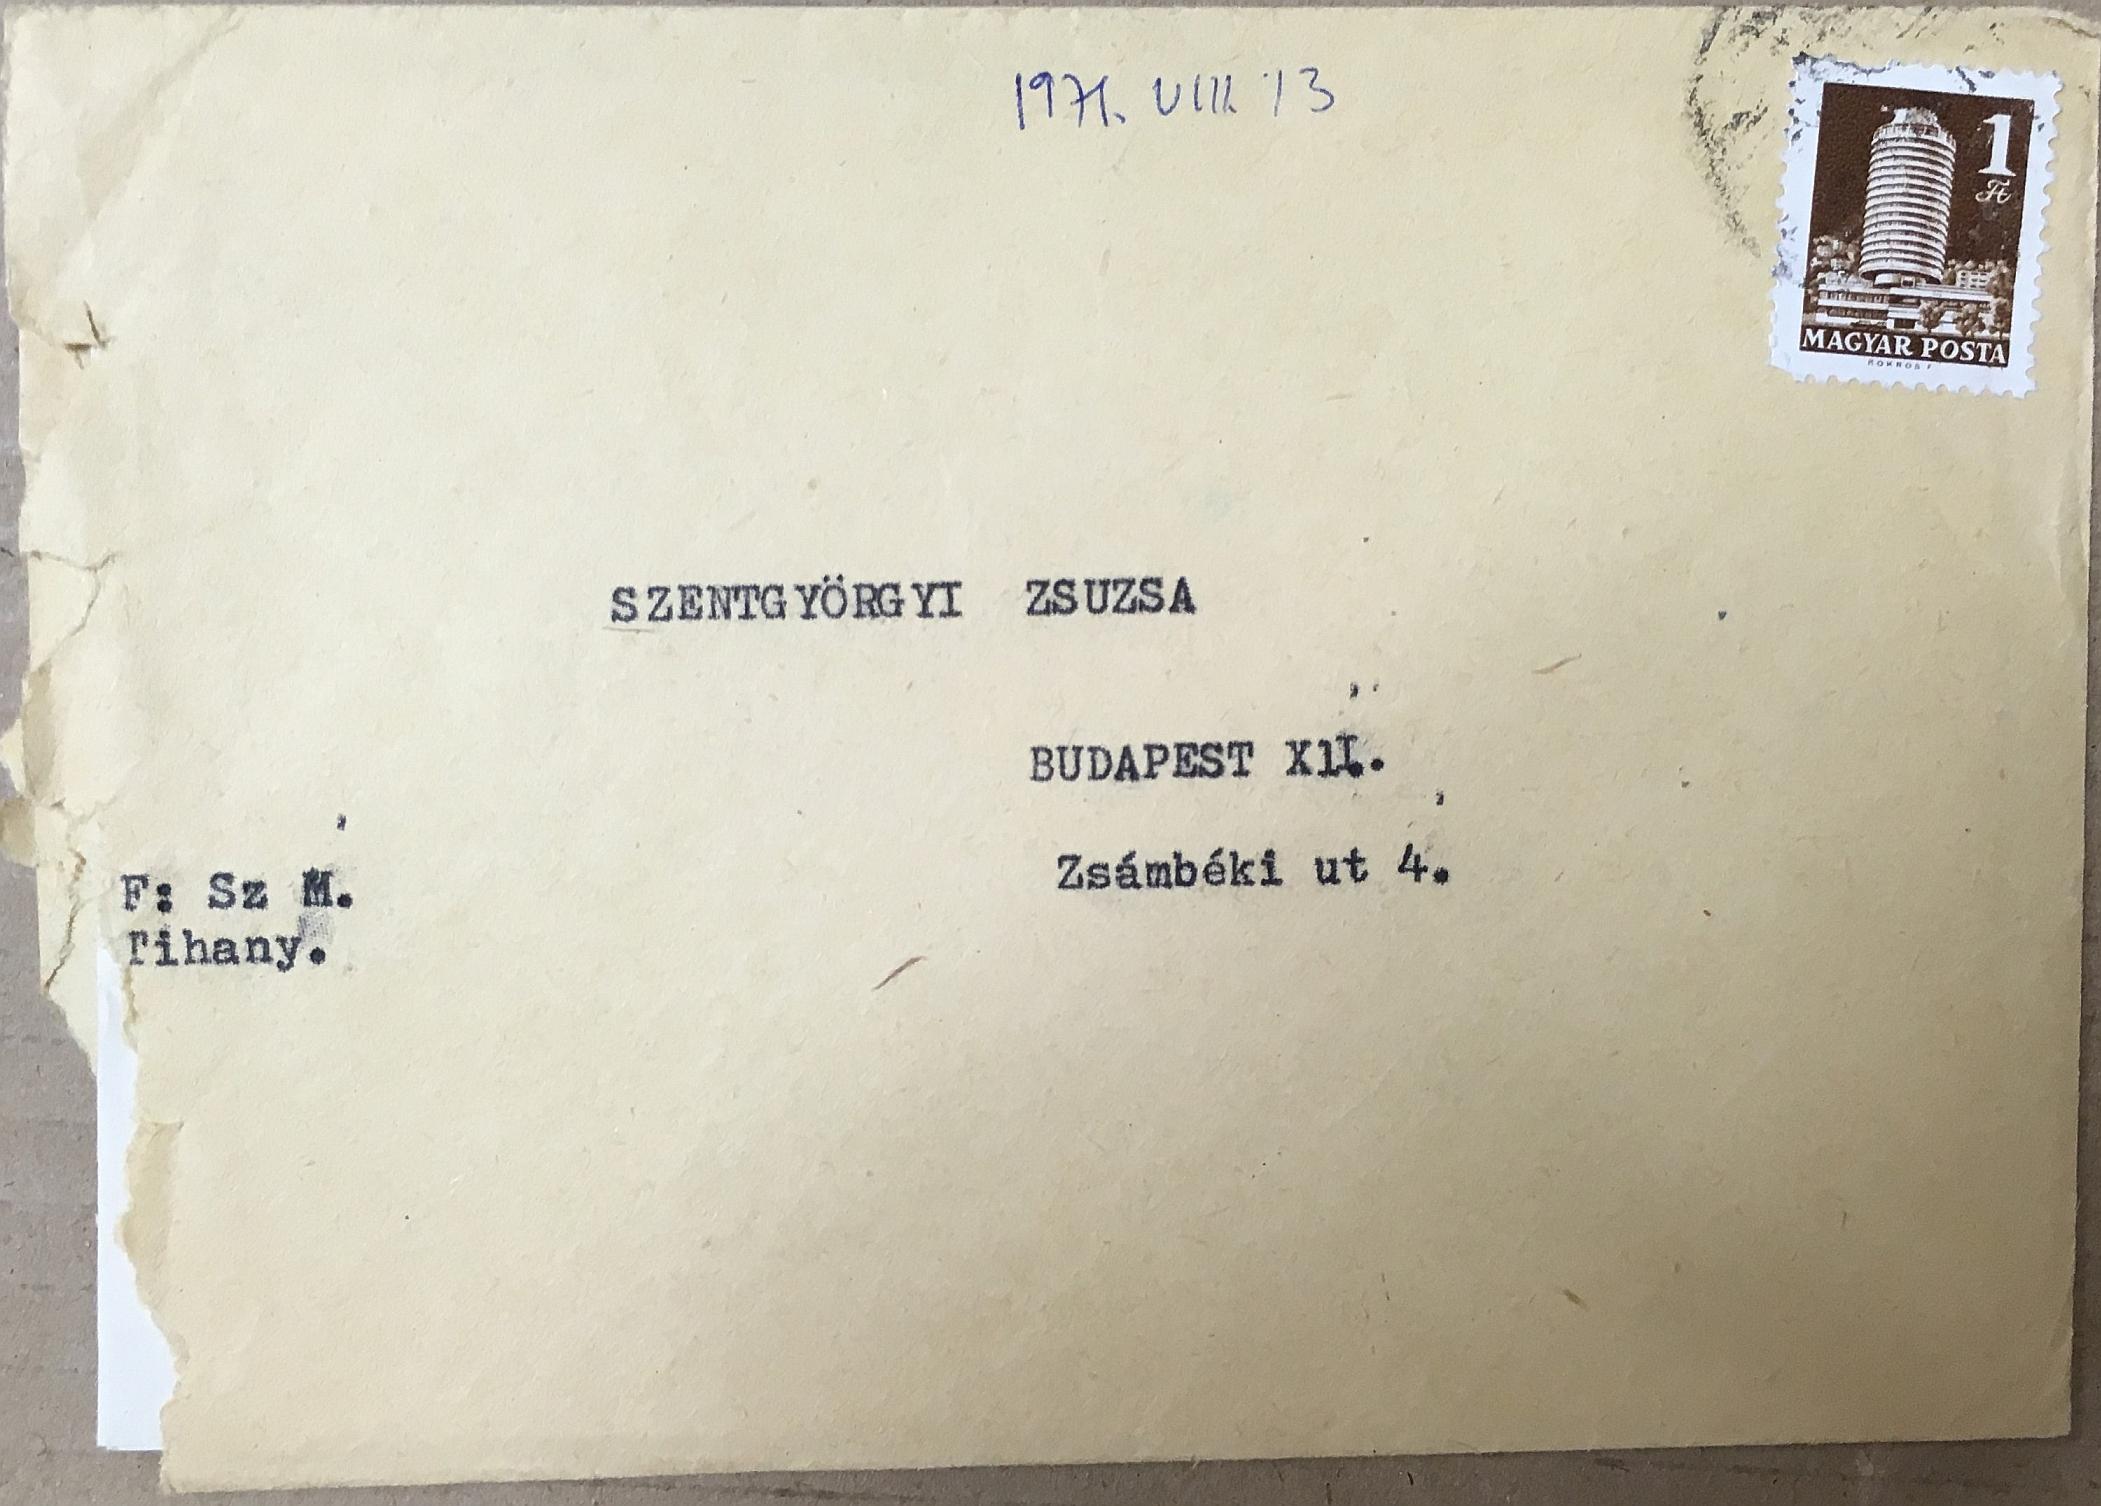 1971. VIII 13
1
Ft
MAGYAR POSTA
SZENTGYÖRGYI ZSUZSA
BUDAPEST XII.
Zsámbéki ut 4.
F: Sz M.
Tihany.